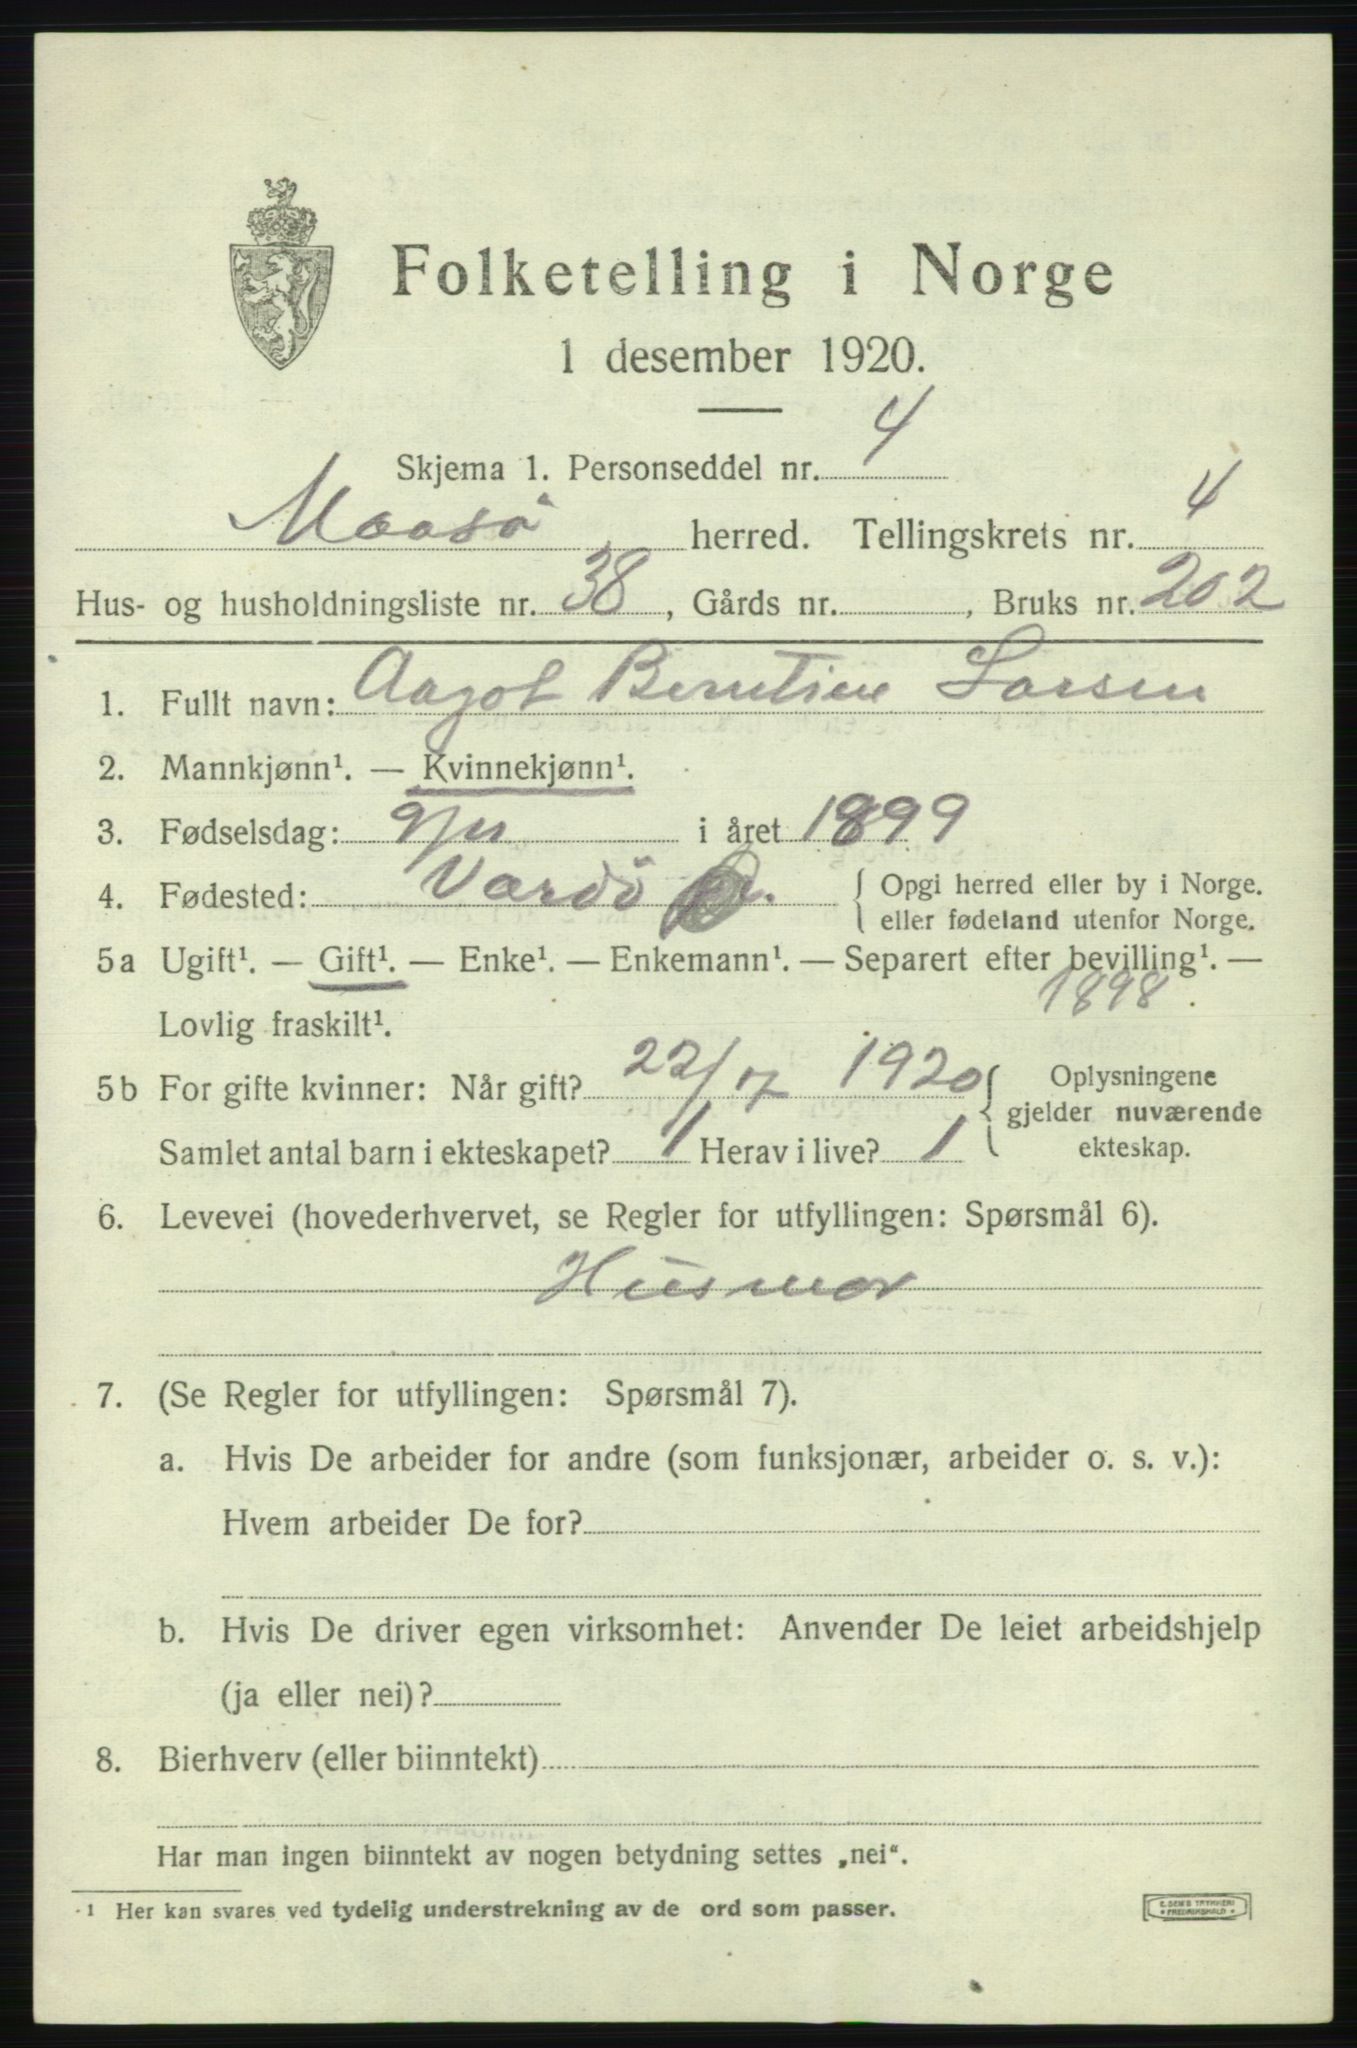 Folketelling i Norge
1 desember 1920.
Skjema 1. Personseddel nr. 4
Maasö herred. Tellingskrets nr. 4
Hus- og husholdningsliste nr. 38, Gårds nr. , Bruks nr. 202
1. Fullt navn: Aagot Berntine Larsen
2. Mannkjønn¹. — Kvinnekjønn¹.
3. Fødselsdag: i året 1899
4. Fødested: Vardö { Opgi herred eller by i Norge.
eller fødeland utenfor Norge.
5a Ugift¹. — Gift¹. — Enke¹. — Enkemann¹. — Separert efter bevilling¹. —
1898.
Lovlig fraskilt¹.
5b For gifte kvinner: Når gift? 22/7 1920 { Oplysningene
gjelder nuværende
Samlet antal barn i ekteskapet? 1 Herav i live? 1 ekteskap.
6. Levevei (hovederhvervet, se Regler for utfyllingen: Spørsmål 6).
Husmor
7. (Se Regler for utfyllingen: Spørsmål 7).
a. Hvis De arbeider for andre (som funksjonær, arbeider o. s. v.):
Hvem arbeider De for?
b. Hvis De driver egen virksomhet: Anvender De leiet arbeidshjelp
(ja eller nei)?
8. Bierhverv (eller biinntekt)
Har man ingen biinntekt av nogen betydning settes „nei“.
¹ Her kan svares ved tydelig understrekning av de ord som passer.
E. SEM'S TRYKKERI
FREDRIKSHALD